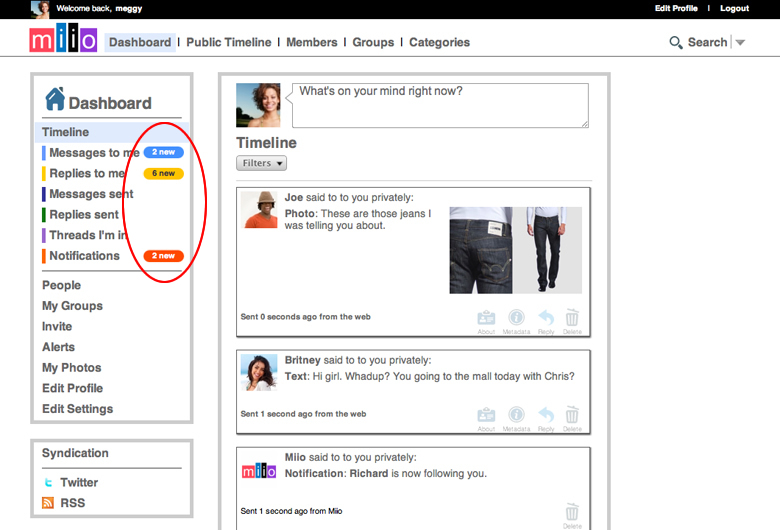 Welcome back, meggy
Edit Profile | Logout
miio Dashboard | Public Timeline | Members | Groups | Categories
Search
Dashboard
Timeline
Messages to me 2 new
Replies to me 6 new
Messages sent
Replies sent
Threads I'm in
Notifications 2 new
People
My Groups
Invite
Alerts
My Photos
Edit Profile
Edit Settings
Syndication
Twitter
RSS
What's on your mind right now?
Timeline
Filters
Joe said to to you privately:
Photo: These are those jeans I
was telling you about.
Sent 0 seconds ago from the web
About Metadata Reply Delete
Britney said to to you privately:
Text: Hi girl. Whadup? You going to the mall today with Chris?
Sent 1 second ago from the web
About Metadata Reply Delete
miio
Miio said to to you privately:
Notification: Richard is now following you.
Sent 1 second ago from Miio
Delete